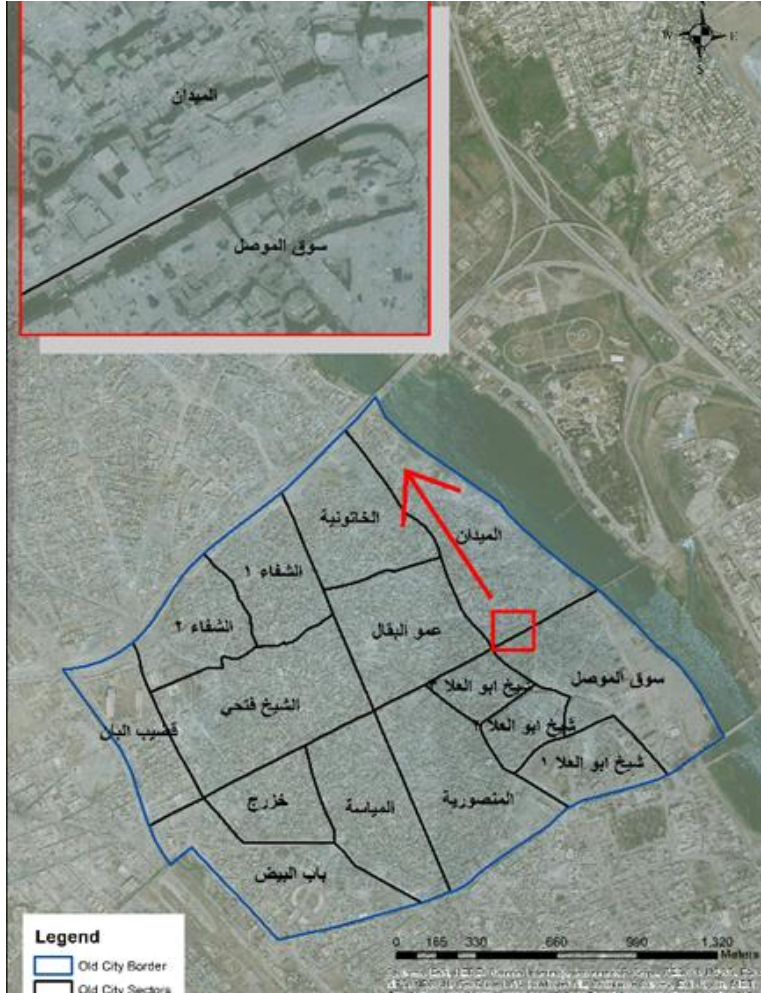 الميدان
سوق الموصل
W E
S
الخاتونية
الميدان
الشفاء ١
الشفاء ٢
عمو البقال
سوق الموصل
شيخ ابو العلا
الشيخ فتحي
قضيب البان
شيخ ابو العلا
شيخ ابو العلا ١
خزرج
المياسة
المنصورية
باب البيض
Legend
Old City Border
Old City Sectors
0 165 330 660 990 1,320
Meters